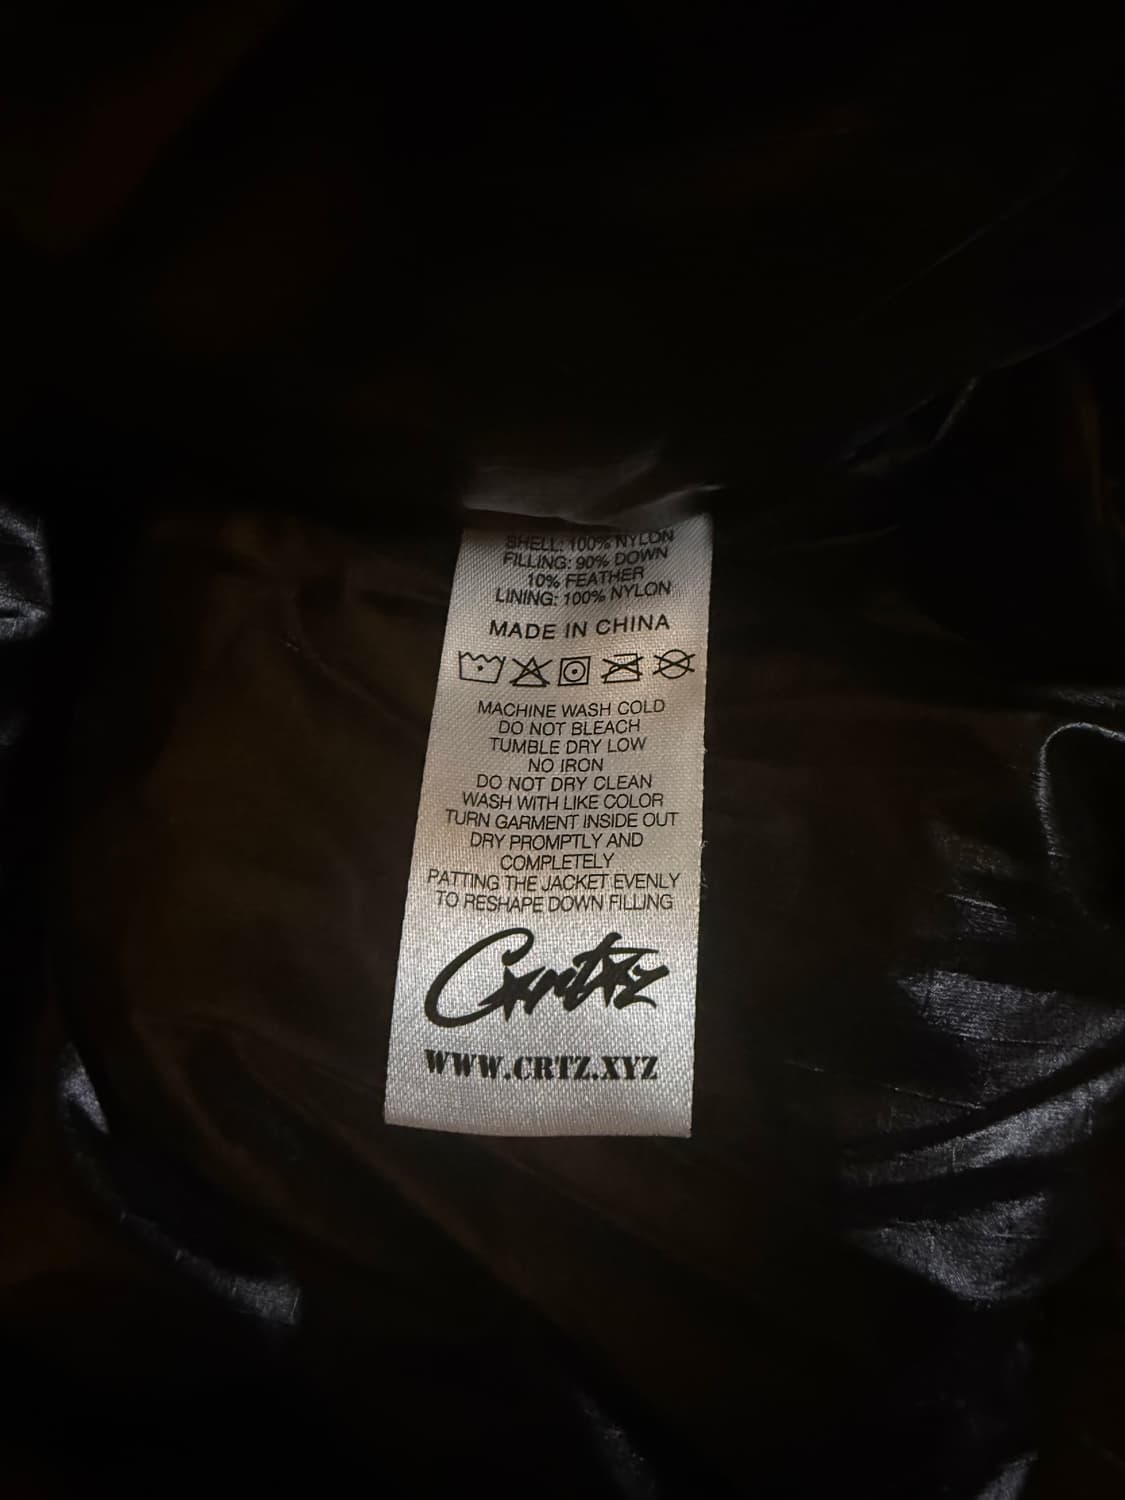 SHELL: 100% NYLON
FILLING: 90% DOWN
10% FEATHER
LINING: 100% NYLON
MADE IN CHINA
MACHINE WASH COLD
DO NOT BLEACH
TUMBLE DRY LOW
NO IRON
DO NOT DRY CLEAN
WASH WITH LIKE COLOR
TURN GARMENT INSIDE OUT
DRY PROMPTLY AND
COMPLETELY
PATTING THE JACKET EVENLY
TO RESHAPE DOWN FILLING
Crtz
WWW.CRTZ.XYZ